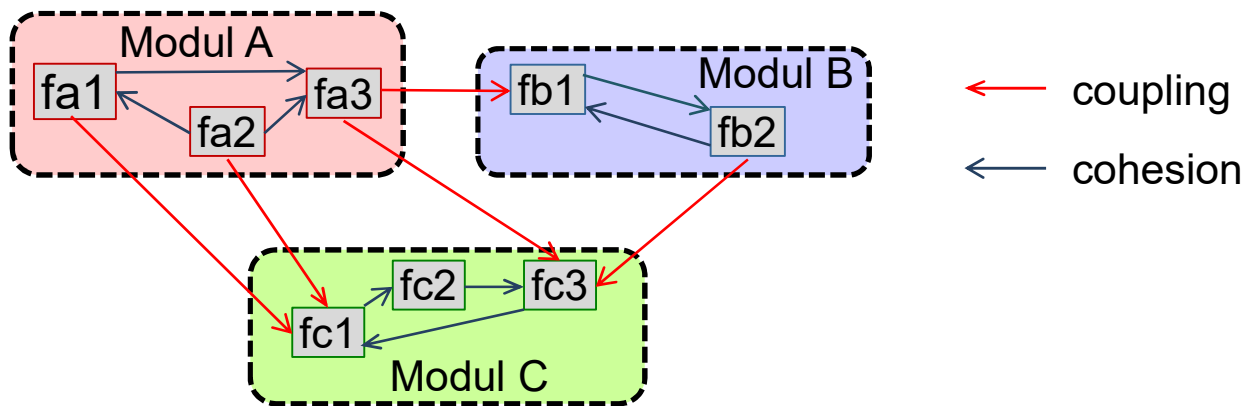 Modul A
fa1
fa2
fa3
Modul B
fb1
fb2
coupling
cohesion
fc1
fc2
fc3
Modul C